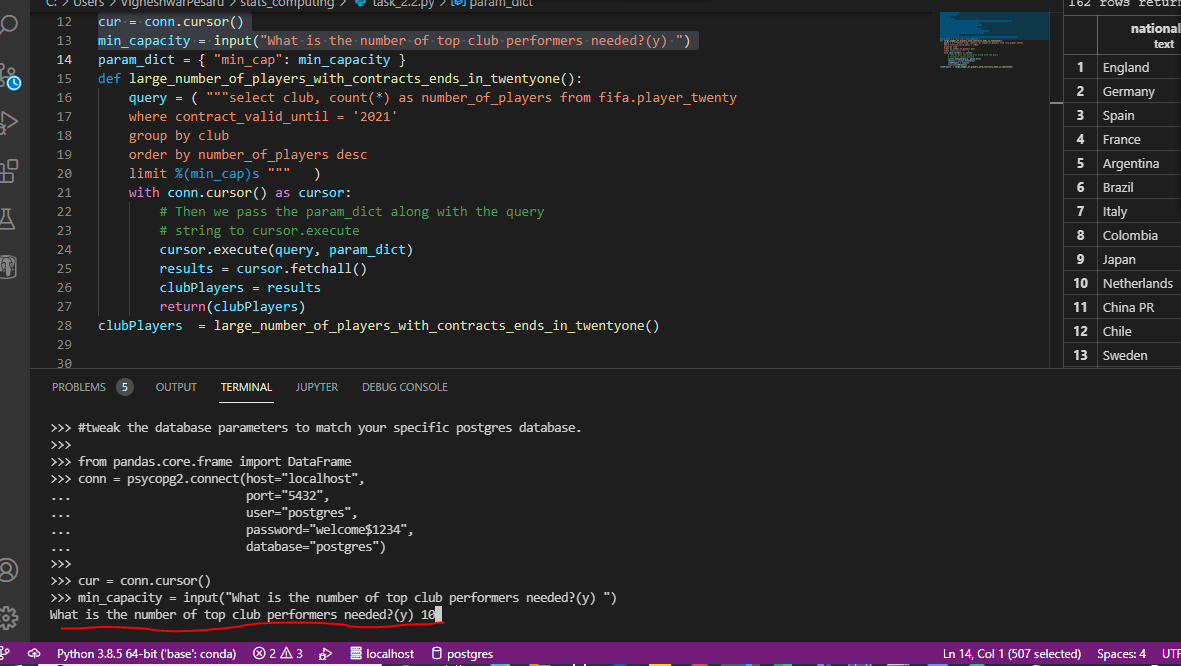 C: > Users > VigneshwarPesaru > stats_computing > task_2.2.py > param_dict
12 cur = conn.cursor()
13 min_capacity = input("What is the number of top club performers needed?(y) ")
14 param_dict = { "min_cap": min_capacity }
15 def large_number_of_players_with_contracts_ends_in_twentyone():
16 query = ( """select club, count(*) as number_of_players from fifa.player_twenty
17 where contract_valid_until = '2021'
18 group by club
19 order by number_of_players desc
20 limit %(min_cap)s """ )
21 with conn.cursor() as cursor:
22 # Then we pass the param_dict along with the query
23 # string to cursor.execute
24 cursor.execute(query, param_dict)
25 results = cursor.fetchall()
26 clubPlayers = results
27 return(clubPlayers)
28 clubPlayers = large_number_of_players_with_contracts_ends_in_twentyone()
29
30
162 rows return
national
text
1 England
2 Germany
3 Spain
4 France
5 Argentina
6 Brazil
7 Italy
8 Colombia
9 Japan
10 Netherlands
11 China PR
12 Chile
13 Sweden
PROBLEMS 5 OUTPUT TERMINAL JUPYTER DEBUG CONSOLE
>>> #tweak the database parameters to match your specific postgres database.
>>>
>>> from pandas.core.frame import DataFrame
>>> conn = psycopg2.connect(host="localhost",
... port="5432",
... user="postgres",
... password="welcome$1234",
... database="postgres")
>>>
>>> cur = conn.cursor()
>>> min_capacity = input("What is the number of top club performers needed?(y) ")
What is the number of top club performers needed?(y) 10
Python 3.8.5 64-bit ('base': conda) 2 3 localhost postgres Ln 14, Col 1 (507 selected) Spaces: 4 UTF